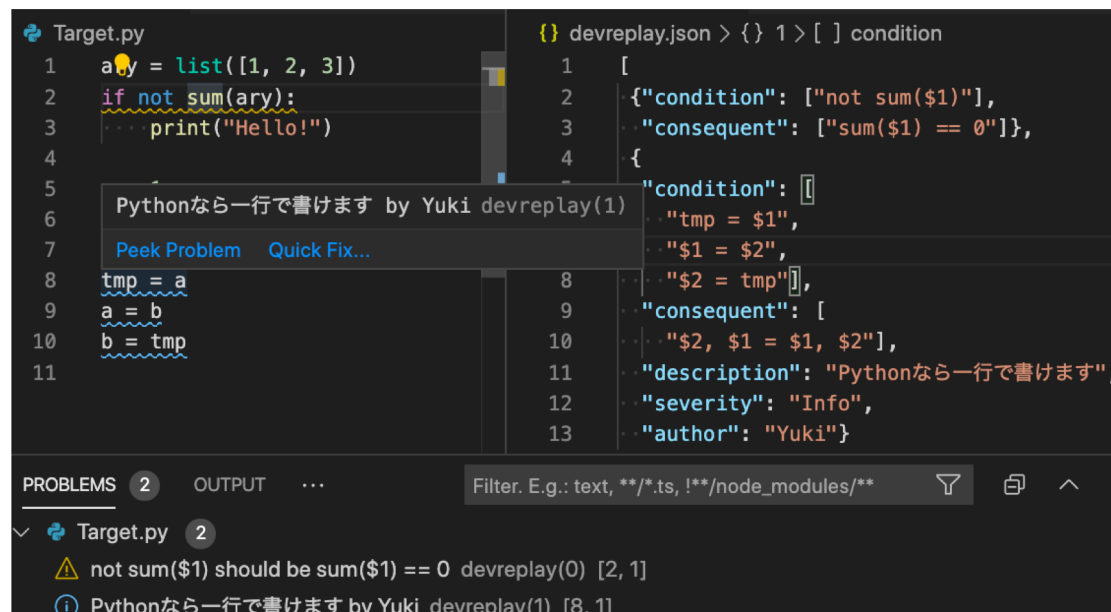 Target.py
1 ary = list([1, 2, 3])
2 if not sum(ary):
3 ····print("Hello!")
4
5
6
7
8 tmp = a
9 a = b
10 b = tmp
11
Pythonなら一行で書けます by Yuki devreplay(1)
Peek Problem Quick Fix...
{} devreplay.json > {} 1 > [ ] condition
1 [
2 ·{"condition": ["not sum($1)"],
3 ··"consequent": ["sum($1) == 0"]},
4 ·{
"condition": [
"tmp = $1",
"$1 = $2",
8 ····"$2 = tmp"],
9 ··"consequent": [
10 ····"$2, $1 = $1, $2"],
11 ··"description": "Pythonなら一行で書けます",
12 ··"severity": "Info",
13 ··"author": "Yuki"}
PROBLEMS 2 OUTPUT ··· Filter. E.g.: text, **/*.ts, !**/node_modules/**
Target.py 2
not sum($1) should be sum($1) == 0 devreplay(0) [2, 1]
Pythonなら一行で書けます by Yuki devreplay(1) [8, 1]